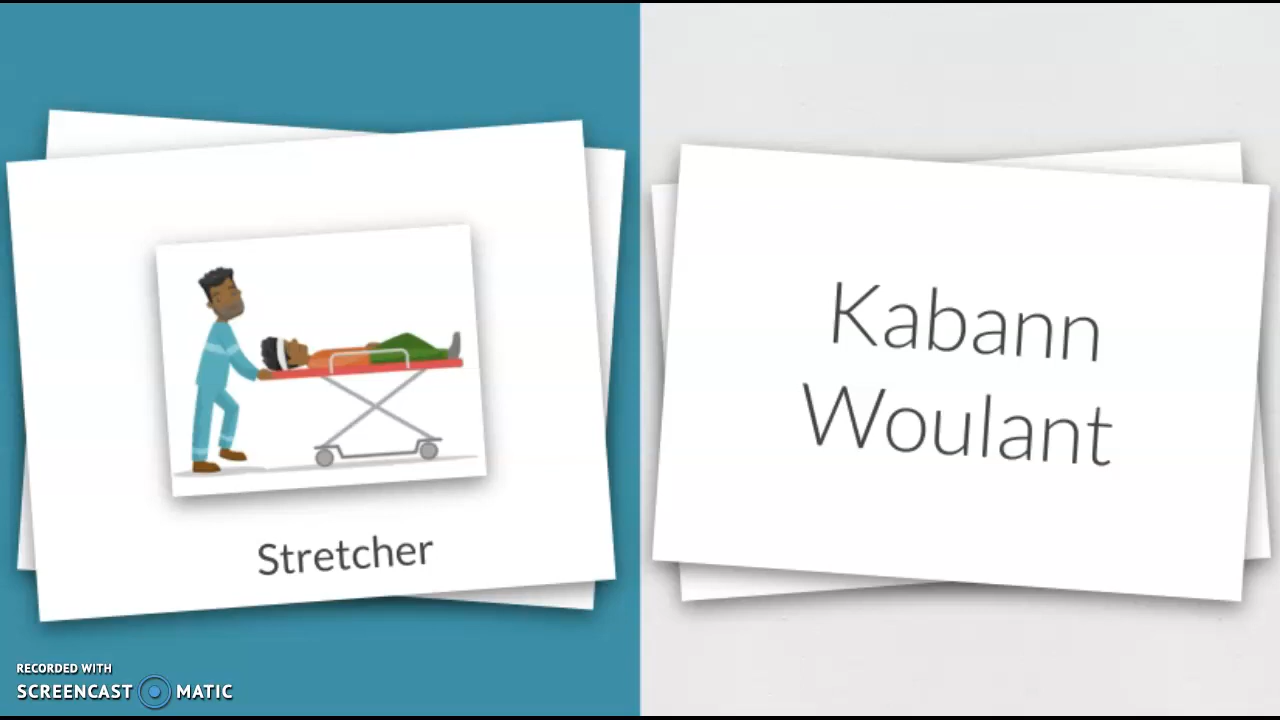 Stretcher
Kabann
Woulant
RECORDED WITH
SCREENCAST MATIC